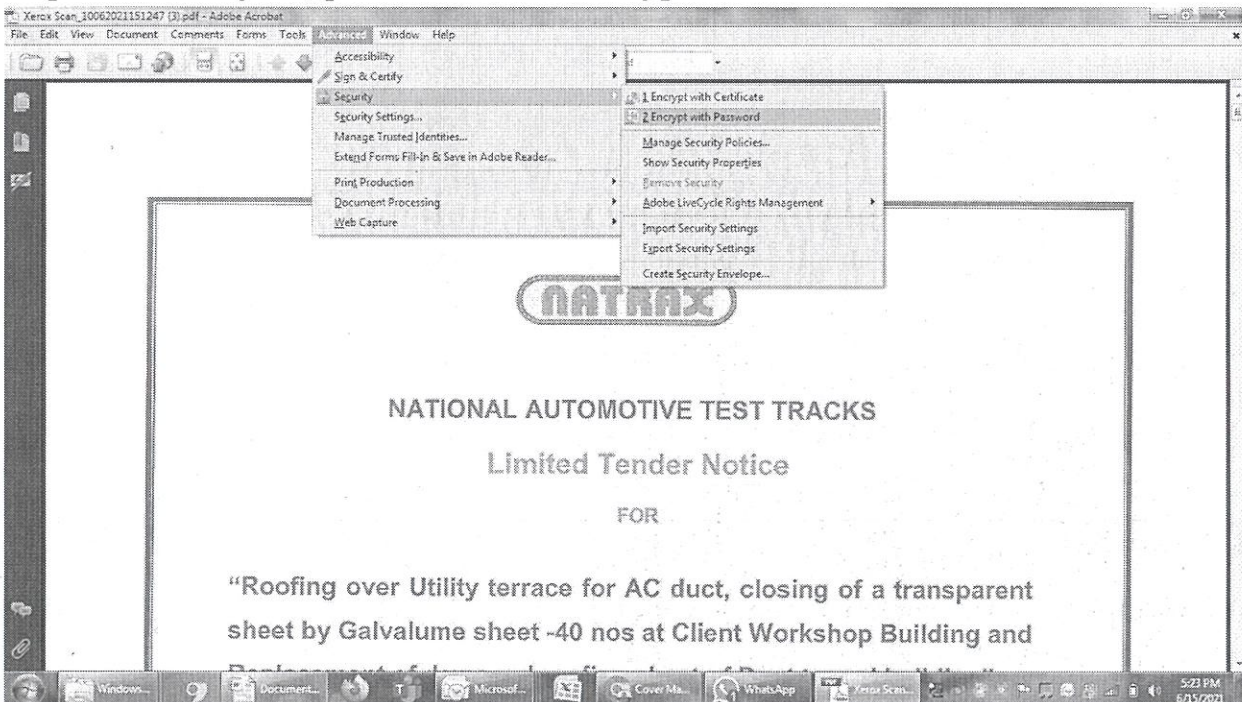 Xerox Scan_10062021151247 (3).pdf - Adobe Acrobat
File Edit View Document Comments Forms Tools Advanced Window Help
Accessibility
Sign & Certify
Security
Security Settings...
Manage Trusted Identities...
Extend Forms Fill-In & Save in Adobe Reader...
Print Production
Document Processing
Web Capture
1 Encrypt with Certificate
2 Encrypt with Password
Manage Security Policies...
Show Security Properties
Remove Security
Adobe LiveCycle Rights Management
Import Security Settings
Export Security Settings
Create Security Envelope...
NATRAX
NATIONAL AUTOMOTIVE TEST TRACKS
Limited Tender Notice
FOR
“Roofing over Utility terrace for AC duct, closing of a transparent
sheet by Galvalume sheet -40 nos at Client Workshop Building and
Windows... Document... Microsof... Cover Ma... WhatsApp Xerox Scan... 5:23 PM
6/15/2021